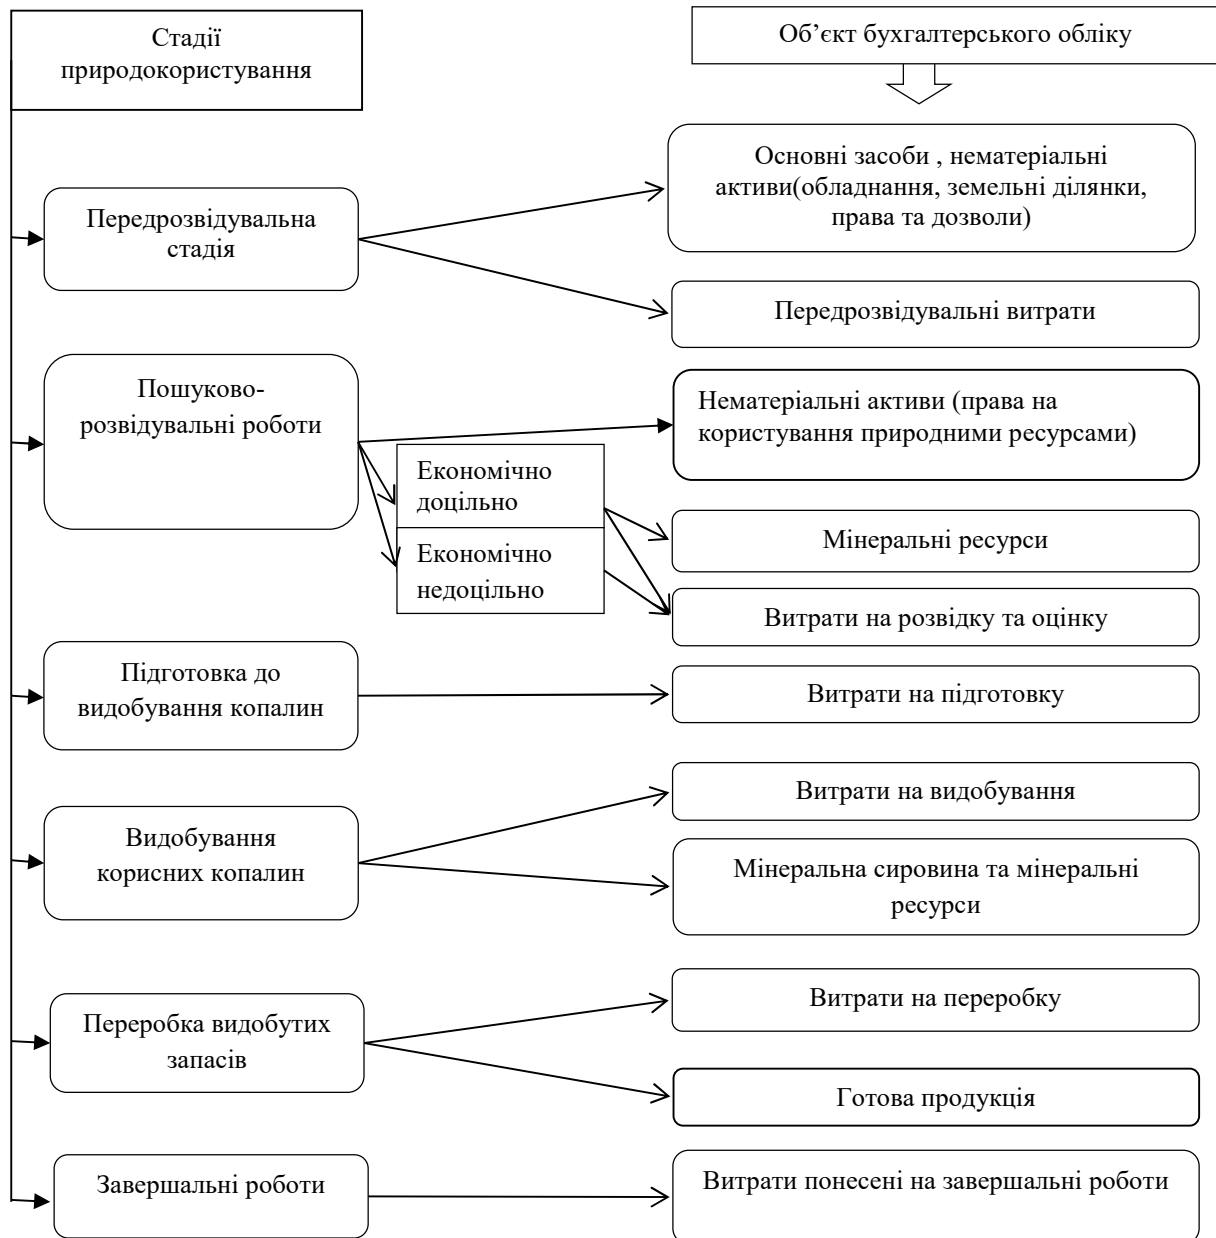 Стадії
природокористування
Об’єкт бухгалтерського обліку
Передрозвідувальна
стадія
Основні засоби , нематеріальні
активи(обладнання, земельні ділянки,
права та дозволи)
Передрозвідувальні витрати
Пошуково-
розвідувальні роботи
Нематеріальні активи (права на
користування природними ресурсами)
Економічно
доцільно
Економічно
недоцільно
Мінеральні ресурси
Витрати на розвідку та оцінку
Підготовка до
видобування копалин
Витрати на підготовку
Видобування
корисних копалин
Витрати на видобування
Мінеральна сировина та мінеральні
ресурси
Переробка видобутих
запасів
Витрати на переробку
Готова продукція
Завершальні роботи
Витрати понесені на завершальні роботи